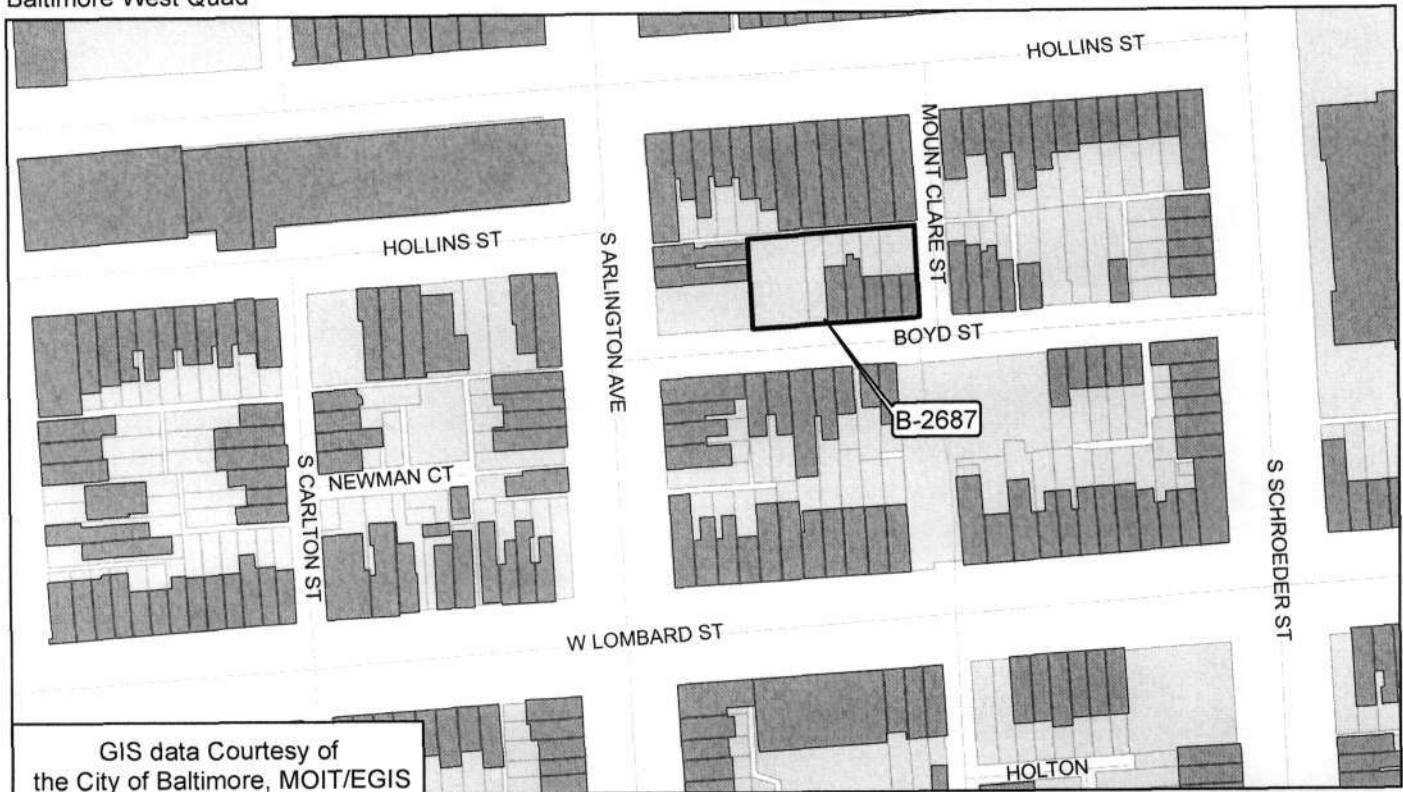 Baltimore West Quad
HOLLINS ST
MOUNT CLARE ST
HOLLINS ST
S ARLINGTON AVE
BOYD ST
B-2687
S CARLTON ST
NEWMAN CT
S SCHROEDER ST
W LOMBARD ST
GIS data Courtesy of
the City of Baltimore, MOIT/EGIS
HOLTON